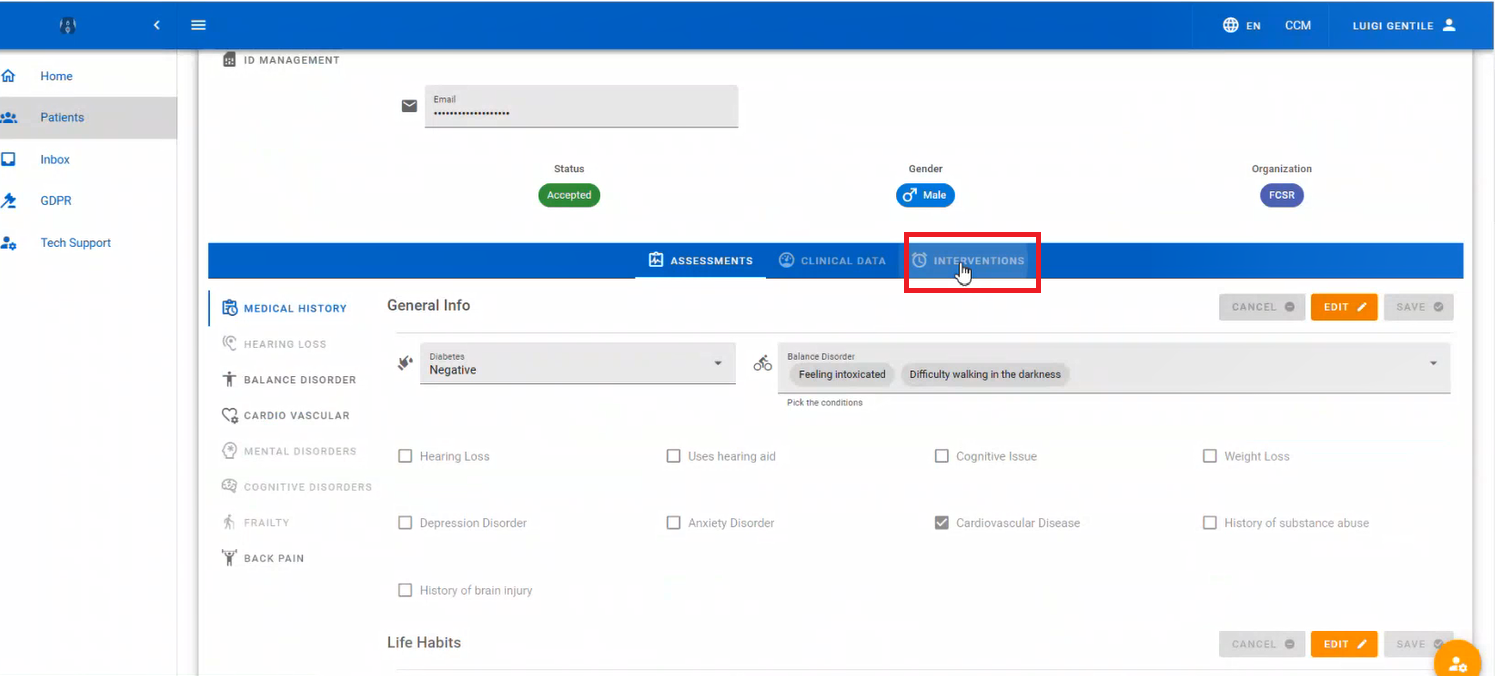 EN
CCM
LUIGI GENTILE
Home
Patients
Inbox
GDPR
Tech Support
ID MANAGEMENT
Email
Status
Gender
Organization
Accepted
Male
FCSR
ASSESSMENTS
CLINICAL DATA
INTERVENTIONS
MEDICAL HISTORY
HEARING LOSS
BALANCE DISORDER
CARDIO VASCULAR
MENTAL DISORDERS
COGNITIVE DISORDERS
FRAILTY
BACK PAIN
General Info
CANCEL
EDIT
SAVE
Diabetes
Negative
Balance Disorder
Feeling intoxicated
Difficulty walking in the darkness
Pick the conditions
Hearing Loss
Uses hearing aid
Cognitive Issue
Weight Loss
Depression Disorder
Anxiety Disorder
Cardiovascular Disease
History of substance abuse
History of brain injury
Life Habits
CANCEL
EDIT
SAVE